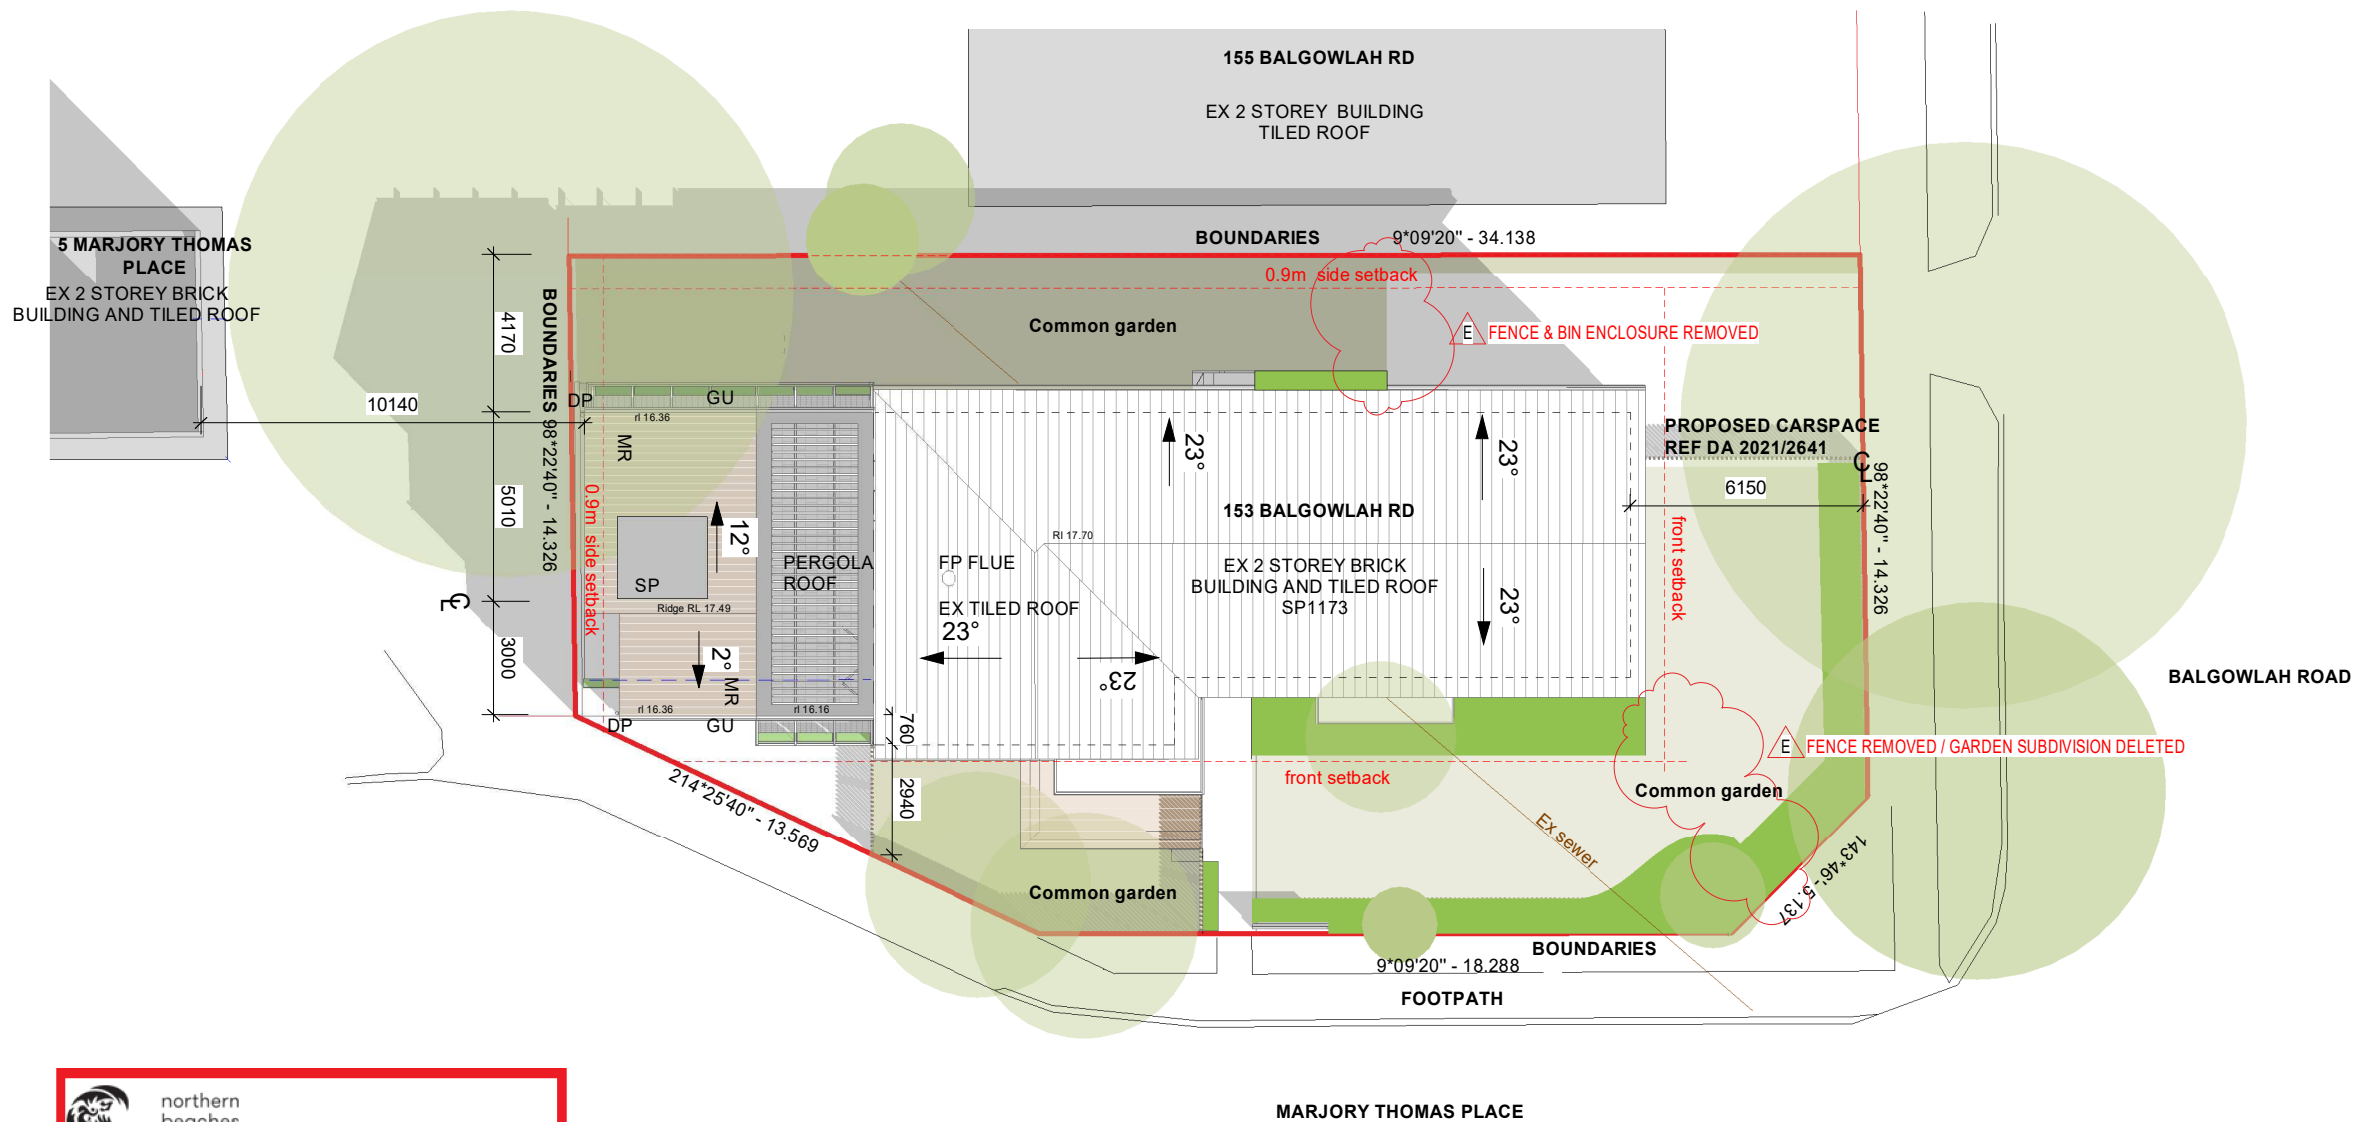 155 BALGOWLAH RD
EX 2 STOREY BUILDING
TILED ROOF
5 MARJORY THOMAS
PLACE
EX 2 STOREY BRICK
BUILDING AND TILED ROOF
BOUNDARIES
9*09'20" - 34.138
0.9m side setback
Common garden
E
FENCE & BIN ENCLOSURE REMOVED
4170
BOUNDARIES 98*22'40" - 14.326
10140
DP
GU
rl 16.36
MR
5010
0.9m side setback
12°
SP
Ridge RL 17.49
PERGOLA
ROOF
3000
2°
MR
rl 16.36
rl 16.16
DP
GU
FP FLUE
EX TILED ROOF
23°
23°
23°
23°
23°
153 BALGOWLAH RD
Rl 17.70
EX 2 STOREY BRICK
BUILDING AND TILED ROOF
SP1173
PROPOSED CARSPACE
REF DA 2021/2641
CL
6150
98*22'40" - 14.326
front setback
CL
BALGOWLAH ROAD
760
2940
front setback
E
FENCE REMOVED / GARDEN SUBDIVISION DELETED
Common garden
214*25'40" - 13.569
Ex sewer
143*46' - 5.137
Common garden
BOUNDARIES
9*09'20" - 18.288
FOOTPATH
northern
beaches
MARJORY THOMAS PLACE